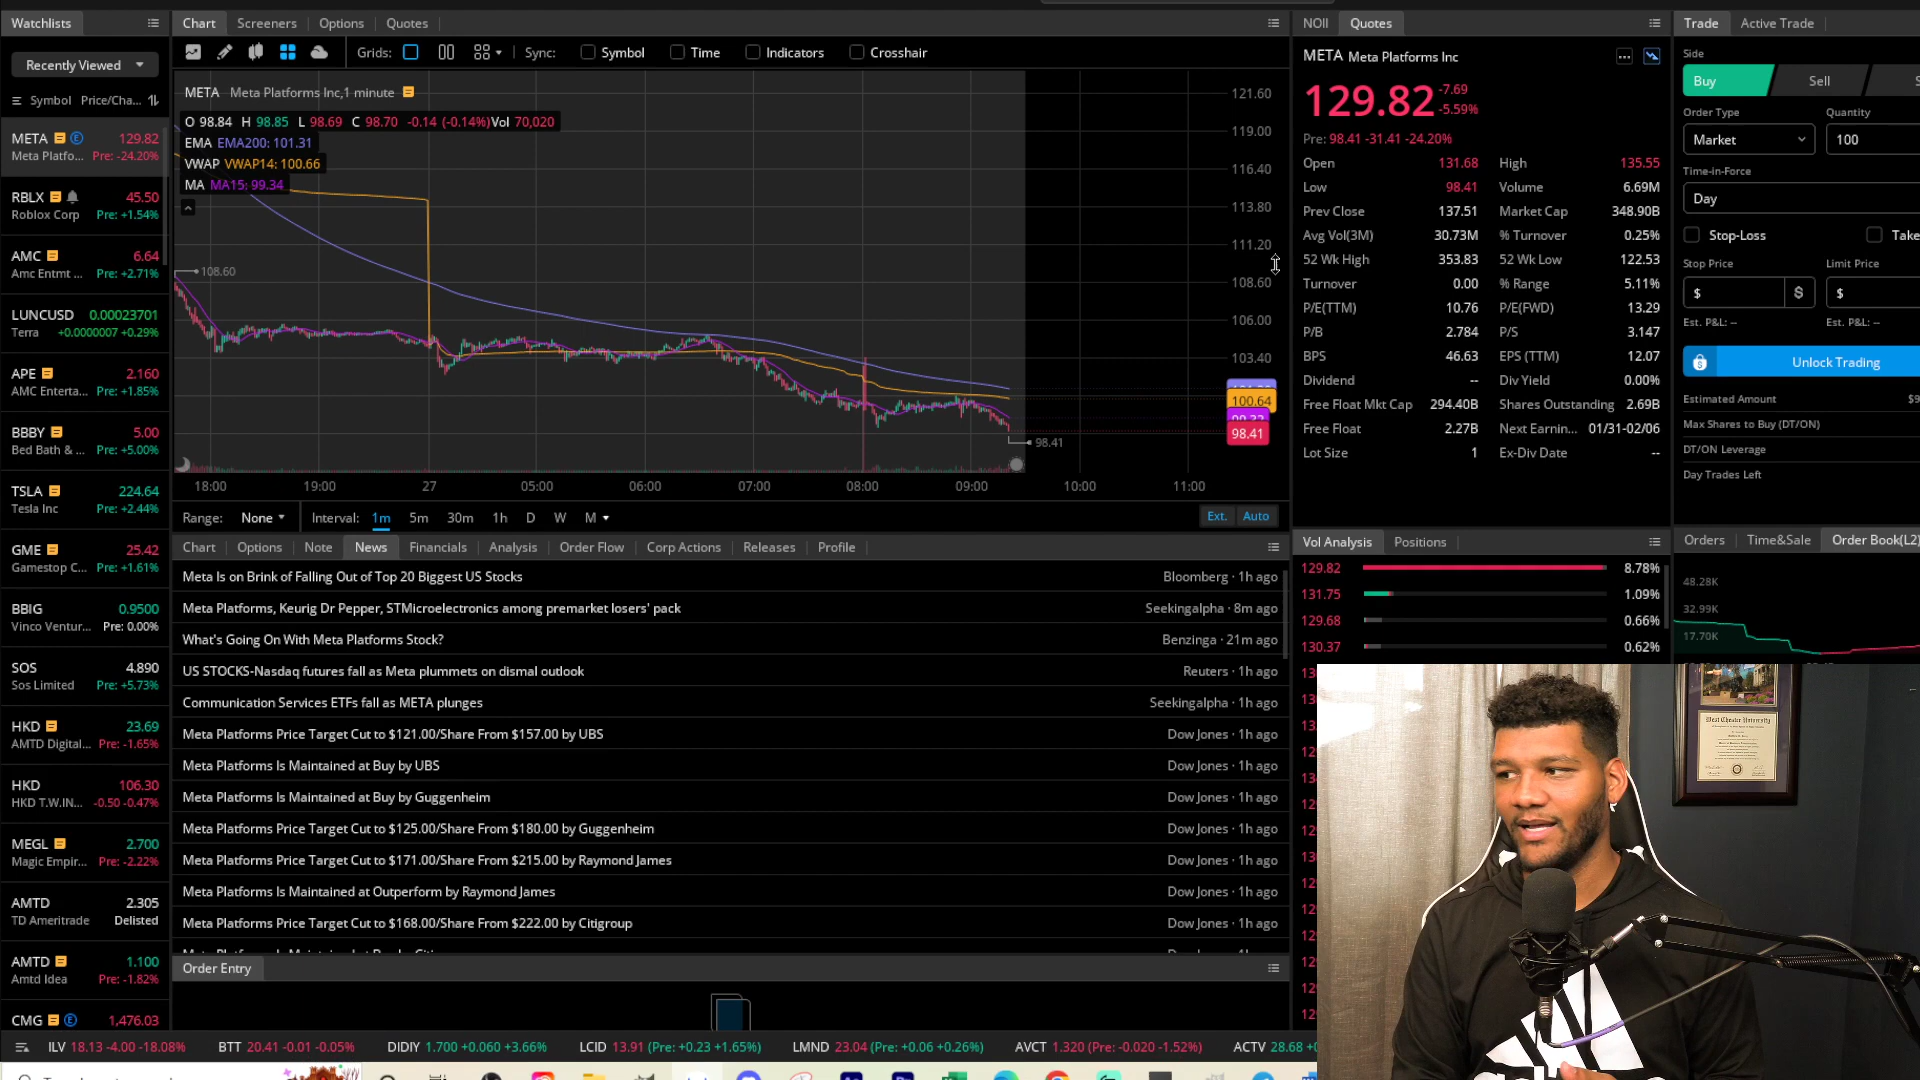 Watchlists
Recently Viewed
Symbol Price/Cha...
META 129.82
Meta Platfo... Pre: -24.20%
RBLX 45.50
Roblox Corp Pre: +1.54%
AMC 6.64
Amc Entmt ... Pre: +2.71%
LUNCUSD 0.00023701
Terra +0.0000007 +0.29%
APE 2.160
AMC Enterta... Pre: +1.85%
BBBY 5.00
Bed Bath & ... Pre: +5.00%
TSLA 224.64
Tesla Inc Pre: +2.44%
GME 25.42
Gamestop C... Pre: +1.61%
BBIG 0.9500
Vinco Ventur... Pre: 0.00%
SOS 4.890
Sos Limited Pre: +5.73%
HKD 23.69
AMTD Digital... Pre: -1.65%
HKD 106.30
HKD T.W.IN... -0.50 -0.47%
MEGL 2.700
Magic Empir... Pre: -2.22%
AMTD 2.305
TD Ameritrade Delisted
AMTD 1.100
Amtd Idea Pre: -1.82%
CMG 1,476.03
Chart Screeners Options Quotes
Grids: Sync: Symbol Time Indicators Crosshair
META Meta Platforms Inc,1 minute
O 98.84 H 98.85 L 98.69 C 98.70 -0.14 (-0.14%)Vol 70,020
EMA EMA200: 101.31
VWAP VWAP14: 100.66
MA MA15: 99.34
108.60
98.41
121.60
119.00
116.40
113.80
111.20
108.60
106.00
103.40
100.64
98.41
18:00 19:00 27 05:00 06:00 07:00 08:00 09:00 10:00 11:00
Range: None Interval: 1m 5m 30m 1h D W M Ext. Auto
Chart Options Note News Financials Analysis Order Flow Corp Actions Releases Profile
Meta Is on Brink of Falling Out of Top 20 Biggest US Stocks Bloomberg · 1h ago
Meta Platforms, Keurig Dr Pepper, STMicroelectronics among premarket losers' pack Seekingalpha · 8m ago
What's Going On With Meta Platforms Stock? Benzinga · 21m ago
US STOCKS-Nasdaq futures fall as Meta plummets on dismal outlook Reuters · 1h ago
Communication Services ETFs fall as META plunges Seekingalpha · 1h ago
Meta Platforms Price Target Cut to $121.00/Share From $157.00 by UBS Dow Jones · 1h ago
Meta Platforms Is Maintained at Buy by UBS Dow Jones · 1h ago
Meta Platforms Is Maintained at Buy by Guggenheim Dow Jones · 1h ago
Meta Platforms Price Target Cut to $125.00/Share From $180.00 by Guggenheim Dow Jones · 1h ago
Meta Platforms Price Target Cut to $171.00/Share From $215.00 by Raymond James Dow Jones · 1h ago
Meta Platforms Is Maintained at Outperform by Raymond James Dow Jones · 1h ago
Meta Platforms Price Target Cut to $168.00/Share From $222.00 by Citigroup Dow Jones · 1h ago
Order Entry
NOII Quotes
META Meta Platforms Inc
129.82 -7.69
-5.59%
Pre: 98.41 -31.41 -24.20%
Open 131.68 High 135.55
Low 98.41 Volume 6.69M
Prev Close 137.51 Market Cap 348.90B
Avg Vol(3M) 30.73M % Turnover 0.25%
52 Wk High 353.83 52 Wk Low 122.53
Turnover 0.00 % Range 5.11%
P/E(TTM) 10.76 P/E(FWD) 13.29
P/B 2.784 P/S 3.147
BPS 46.63 EPS (TTM) 12.07
Dividend -- Div Yield 0.00%
Free Float Mkt Cap 294.40B Shares Outstanding 2.69B
Free Float 2.27B Next Earnin... 01/31-02/06
Lot Size 1 Ex-Div Date --
Vol Analysis Positions
129.82 8.78%
131.75 1.09%
129.68 0.66%
130.37 0.62%
Trade Active Trade
Side
Buy Sell
Order Type Quantity
Market 100
Time-in-Force
Day
Stop-Loss Take
Stop Price Limit Price
$ $ $
Est. P&L: -- Est. P&L: --
Unlock Trading
Estimated Amount $9
Max Shares to Buy (DT/ON)
DT/ON Leverage
Day Trades Left
Orders Time&Sale Order Book(L2)
48.28K
32.99K
17.70K
West Chester University
ILV 18.13 -4.00 -18.08% BTT 20.41 -0.01 -0.05% DIDIY 1.700 +0.060 +3.66% LCID 13.91 (Pre: +0.23 +1.65%) LMND 23.04 (Pre: +0.06 +0.26%) AVCT 1.320 (Pre: -0.020 -1.52%) ACTV 28.68